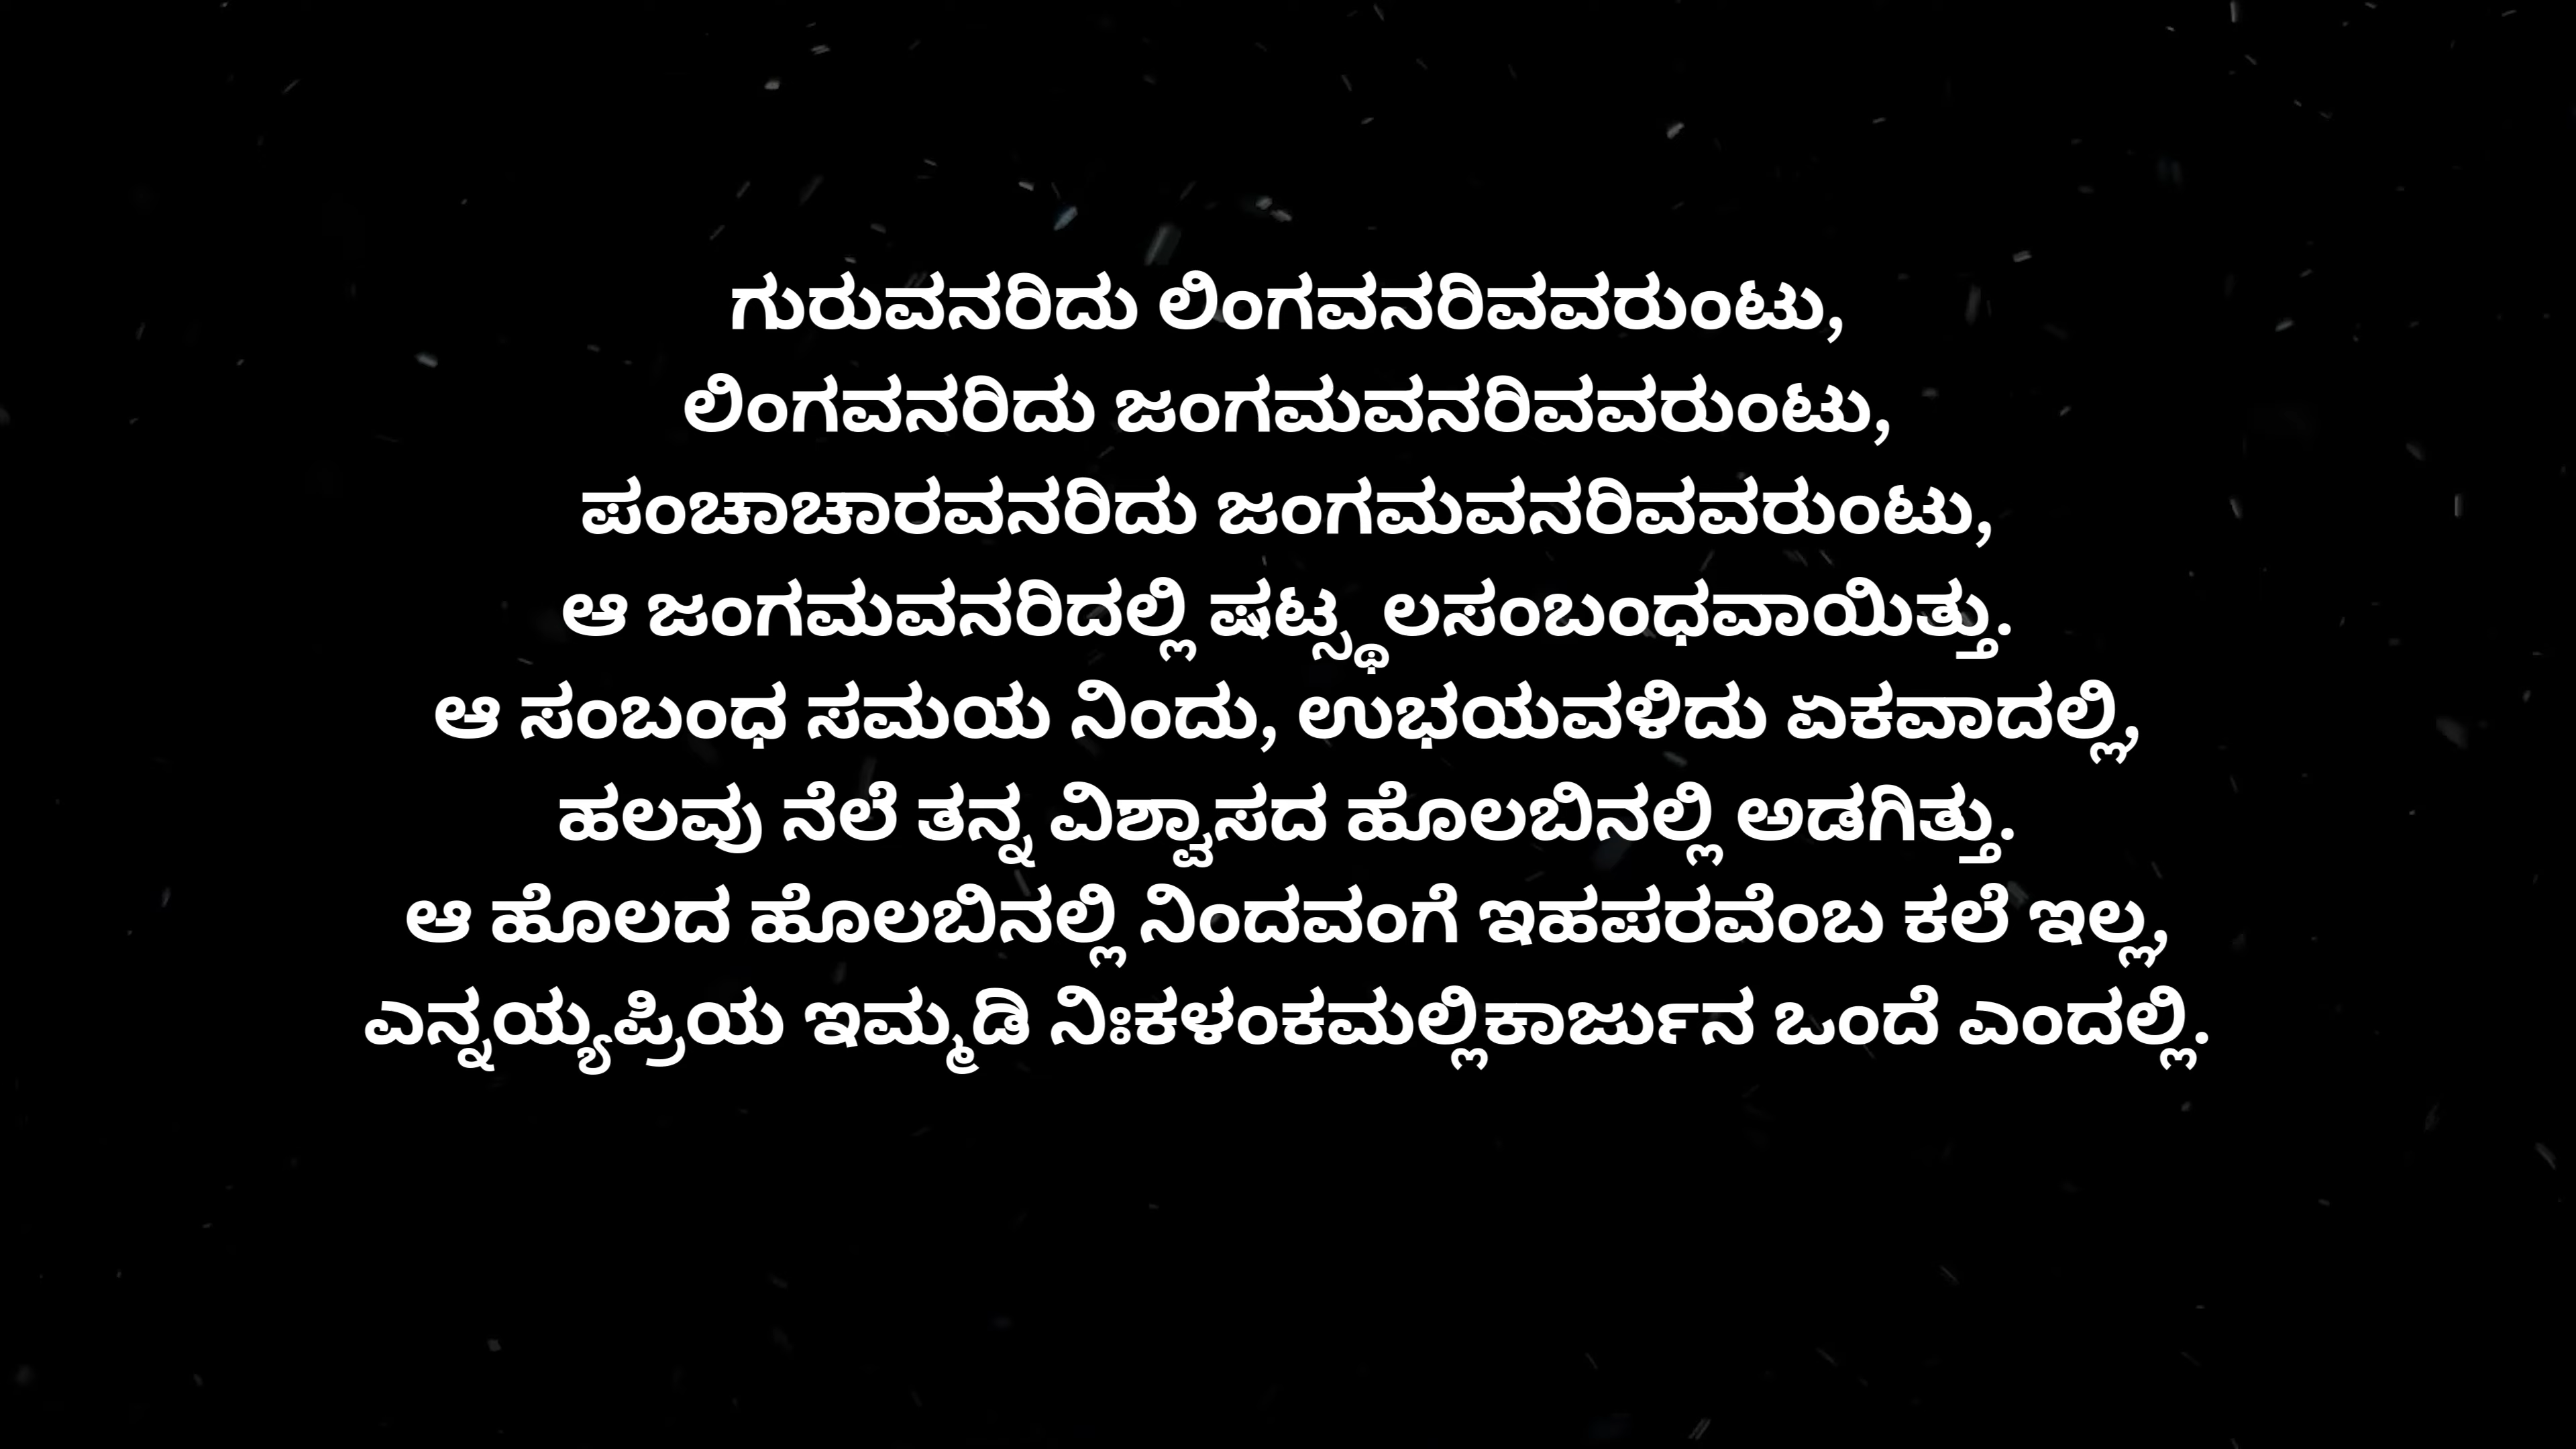 ಗುರುವನರಿದು ಲಿಂಗವನರಿವವರುಂಟು,
ಲಿಂಗವನರಿದು ಜಂಗಮವನರಿವವರುಂಟು,
ಪಂಚಾಚಾರವನರಿದು ಜಂಗಮವನರಿವವರುಂಟು,
ಆ ಜಂಗಮವನರಿದಲ್ಲಿ ಷಟ್ಸ್ಥಲಸಂಬಂಧವಾಯಿತ್ತು.
ಆ ಸಂಬಂಧ ಸಮಯ ನಿಂದು, ಉಭಯವಳಿದು ಏಕವಾದಲ್ಲಿ,
ಹಲವು ನೆಲೆ ತನ್ನ ವಿಶ್ವಾಸದ ಹೊಲಬಿನಲ್ಲಿ ಅಡಗಿತ್ತು.
ಆ ಹೊಲದ ಹೊಲಬಿನಲ್ಲಿ ನಿಂದವಂಗೆ ಇಹಪರವೆಂಬ ಕಲೆ ಇಲ್ಲ,
ಎನ್ನಯ್ಯಪ್ರಿಯ ಇಮ್ಮಡಿ ನಿಃಕಳಂಕಮಲ್ಲಿಕಾರ್ಜುನ ಒಂದೆ ಎಂದಲ್ಲಿ.